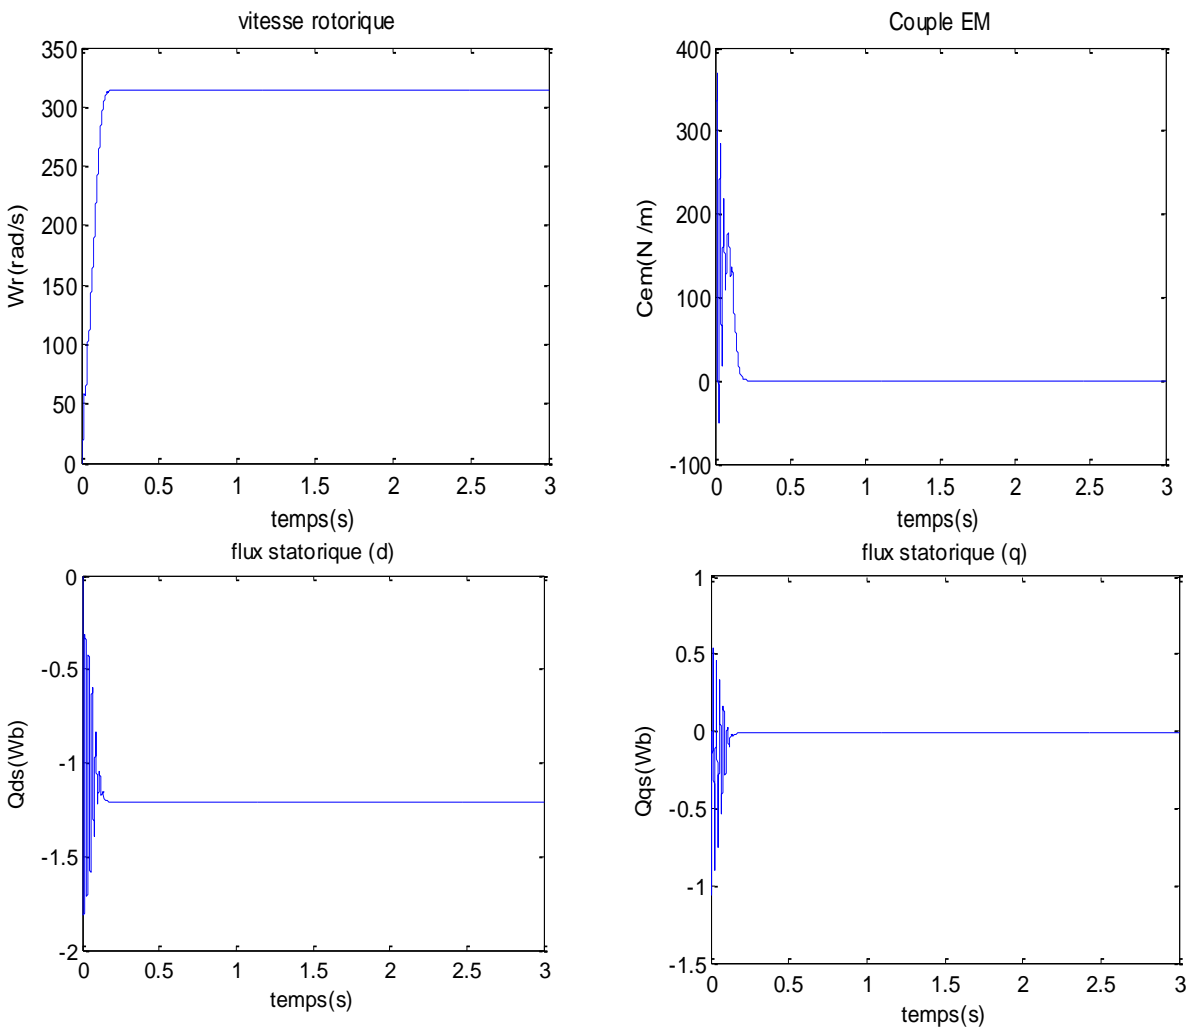 vitesse rotorique
350
300
250
200
150
100
50
0
Wr(rad/s)
0 0.5 1 1.5 2 2.5 3
temps(s)
Couple EM
400
300
200
100
0
-100
Cem(N /m)
0 0.5 1 1.5 2 2.5 3
temps(s)
flux statorique (d)
0
-0.5
-1
-1.5
-2
Qds(Wb)
0 0.5 1 1.5 2 2.5 3
temps(s)
flux statorique (q)
1
0.5
0
-0.5
-1
-1.5
Qqs(Wb)
0 0.5 1 1.5 2 2.5 3
temps(s)